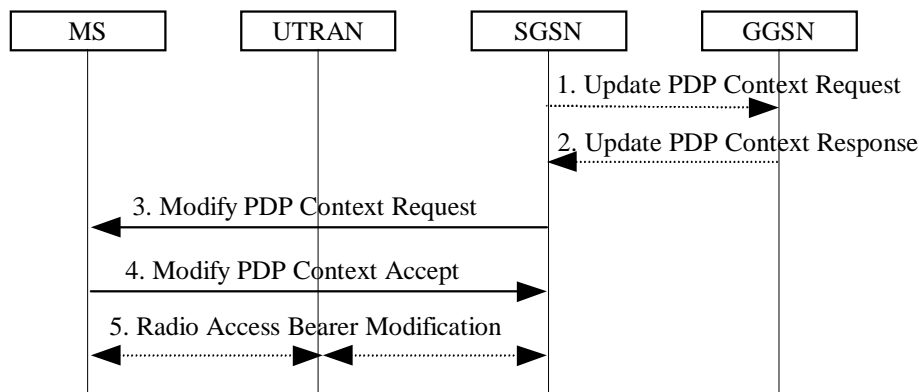 MS UTRAN SGSN GGSN
1. Update PDP Context Request
2. Update PDP Context Response
3. Modify PDP Context Request
4. Modify PDP Context Accept
5. Radio Access Bearer Modification